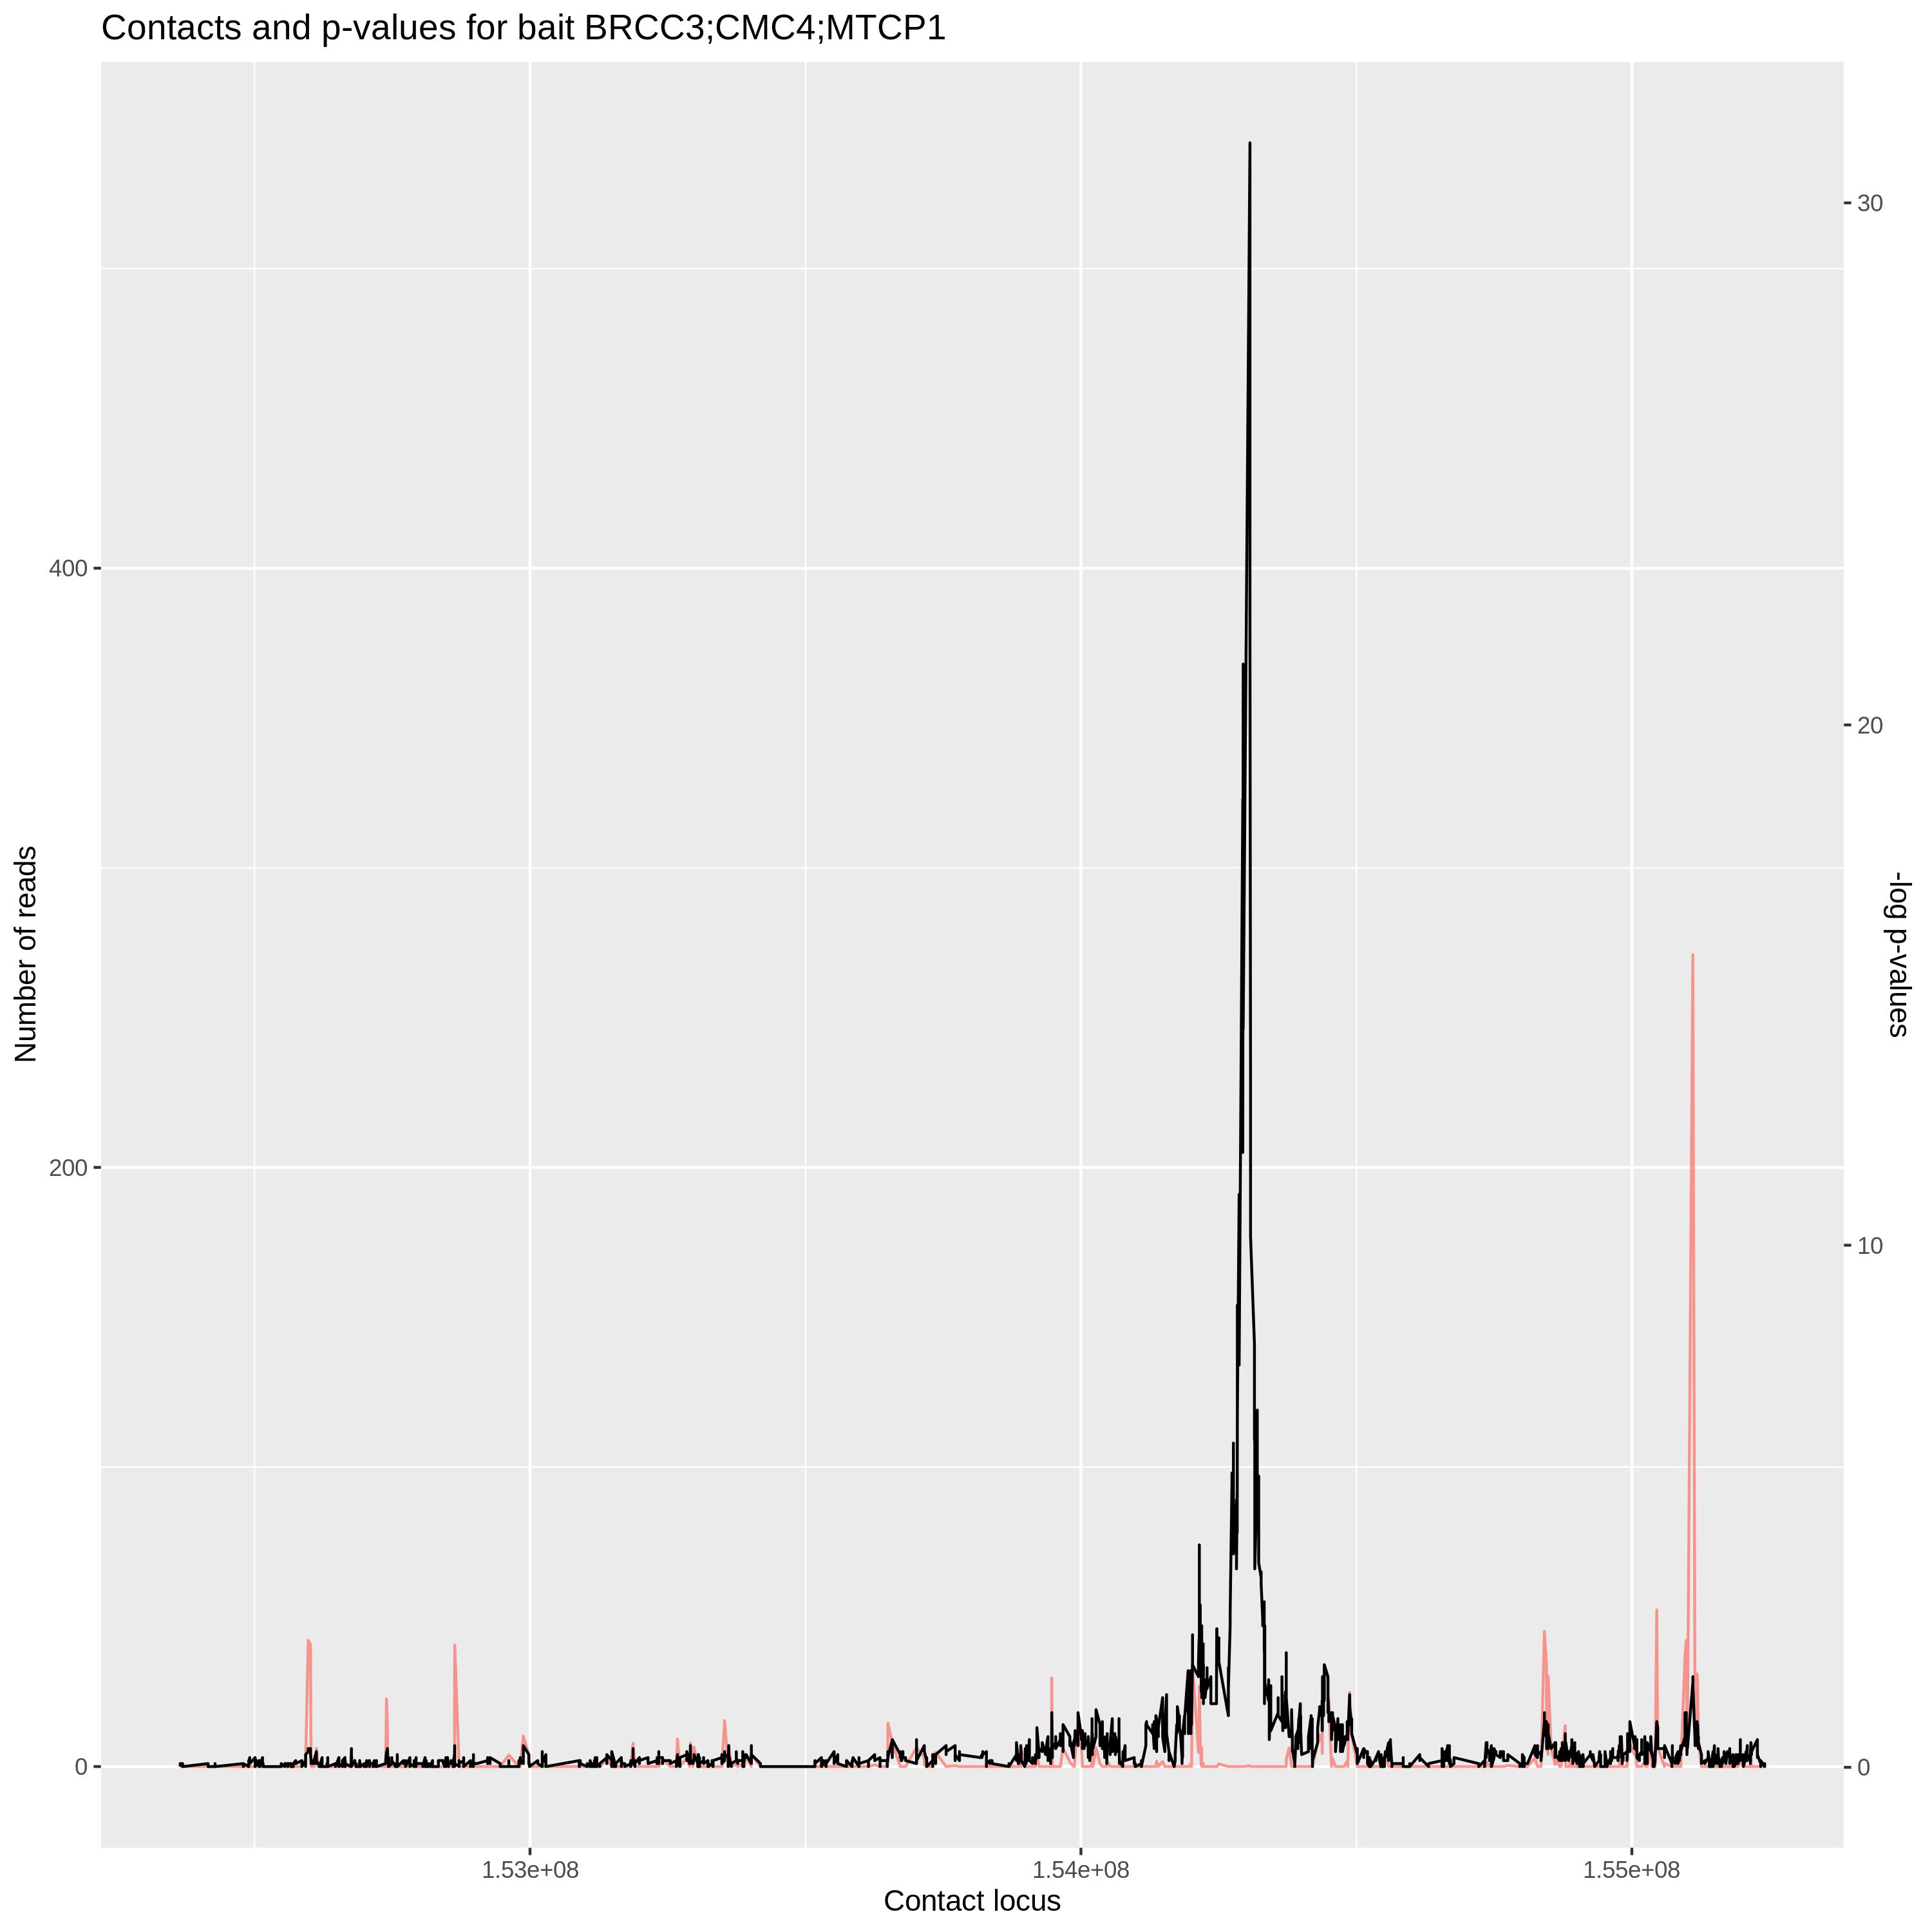 Contacts and p-values for bait BRCC3;CMC4;MTCP1
Number of reads
400
200
0
30
20
10
0
-log p-values
1.53e+08
1.54e+08
1.55e+08
Contact locus